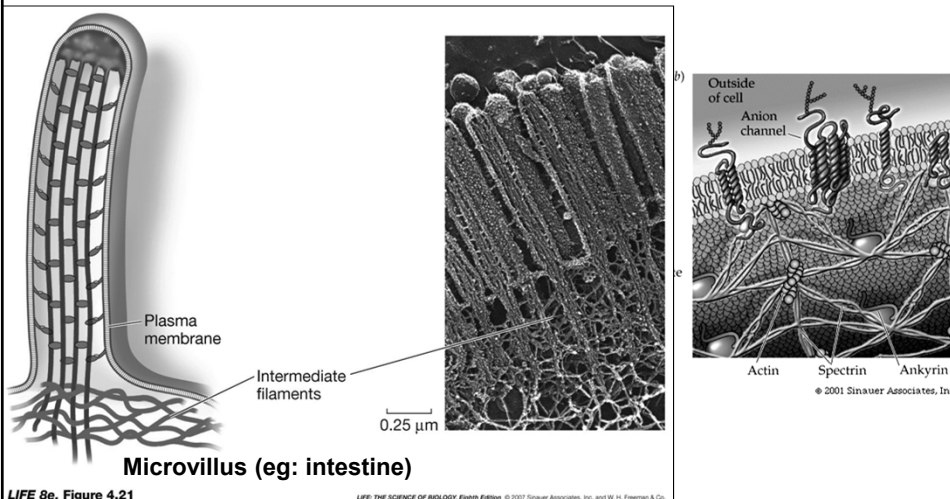 Plasma
membrane
Intermediate
filaments
0.25 μm
Microvillus (eg: intestine)
LIFE 8e, Figure 4.21
LIFE: THE SCIENCE OF BIOLOGY, Eighth Edition © 2007 Sinauer Associates, Inc. and W. H. Freeman & Co.
b)
Outside
of cell
Anion
channel
e
Actin
Spectrin
Ankyrin
© 2001 Sinauer Associates, In